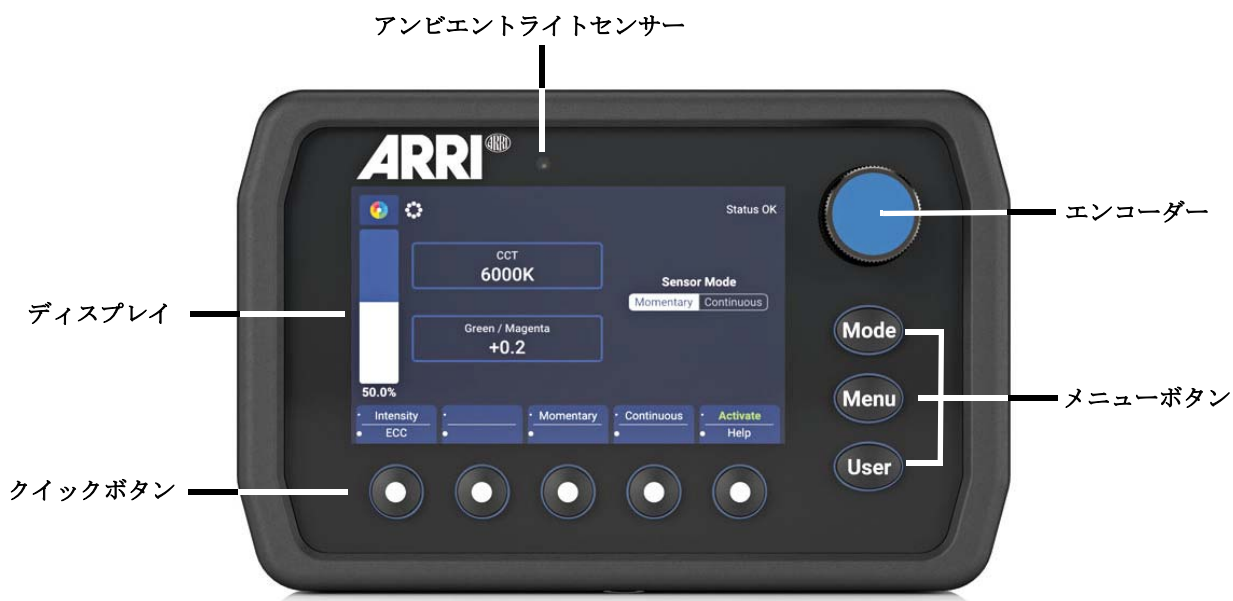 アンビエントライトセンサー
ARRI® ARRI
Status OK
エンコーダー
CCT
6000K
Sensor Mode
Momentary Continuous
ディスプレイ
Green / Magenta
+0.2
Mode
50.0%
Menu
メニューボタン
Intensity Momentary Continuous Activate
ECC Help
User
クイックボタン